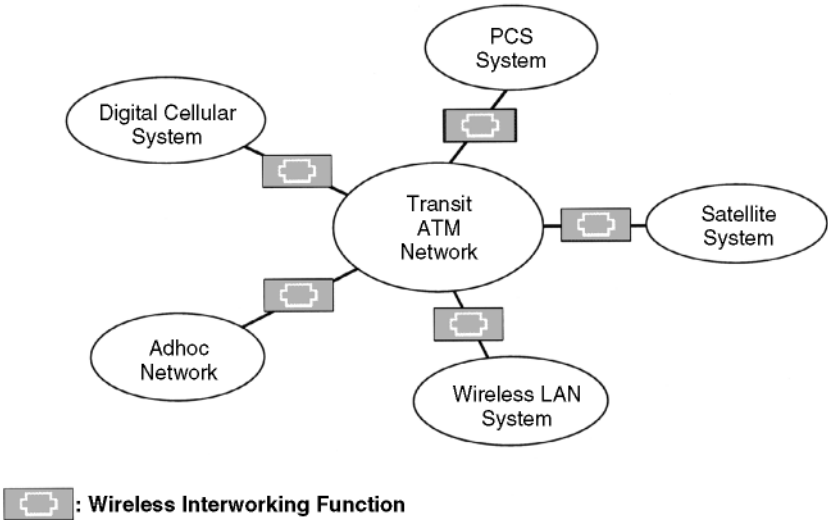 PCS
System
Digital Cellular
System
Transit
ATM
Network
Satellite
System
Adhoc
Network
Wireless LAN
System
: Wireless Interworking Function